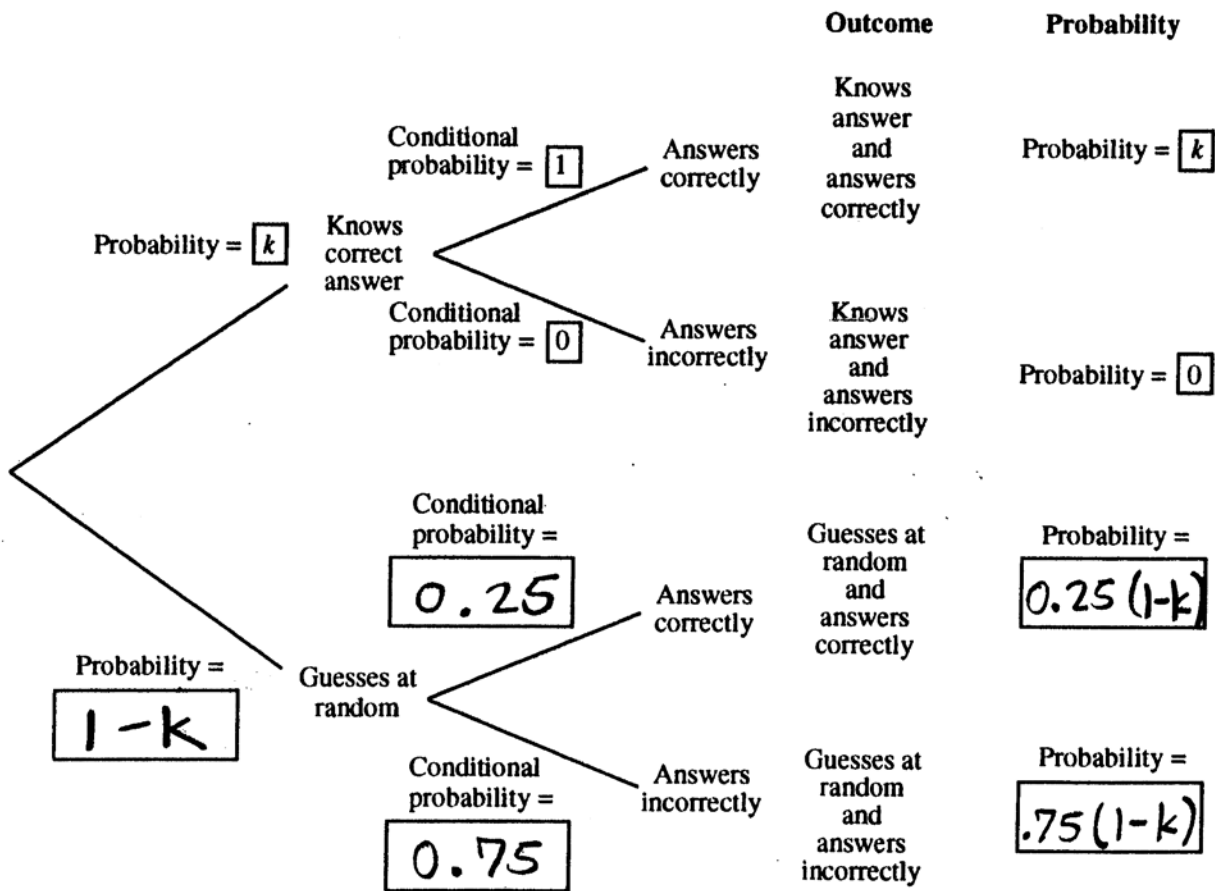 Outcome Probability
Knows
answer
and
answers
correctly
Conditional
probability = 1
Answers
correctly
Probability = k
Probability = k
Knows
correct
answer
Conditional
probability = 0
Answers
incorrectly
Knows
answer
and
answers
incorrectly
Probability = 0
Conditional
probability =
0.25
Answers
correctly
Guesses at
random
and
answers
correctly
Probability =
0.25 (1-k)
Probability =
1-k
Guesses at
random
Conditional
probability =
0.75
Answers
incorrectly
Guesses at
random
and
answers
incorrectly
Probability =
.75(1-k)